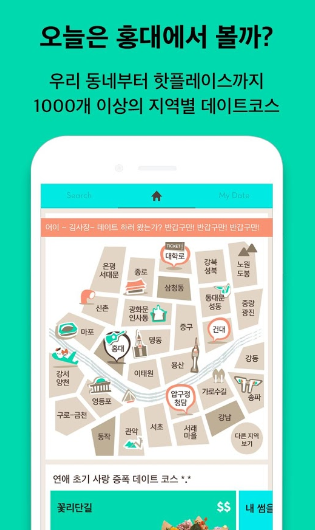 오늘은 홍대에서 볼까?
우리 동네부터 핫플레이스까지
1000개 이상의 지역별 데이트코스
Search
My Date
어이 ~ 김사장~ 데이트 하러 왔는가? 반갑구만! 반갑구만! 반갑구만!
TICKET
대학로
은평
서대문
종로
강북
성북
노원
도봉
삼청동
신촌
광화문
인사동
동대문
성동
중랑
광진
마포
홍대
명동
중구
건대
강서
양천
이태원
용산
강동
영등포
압구정
청담
가로수길
송파
구로-금천
동작
관악
서초
서래
마을
강남
다른 지역
보기
연애 초기 사랑 증폭 데이트 코스 *.*
꽃리단길
$$
내 썸을